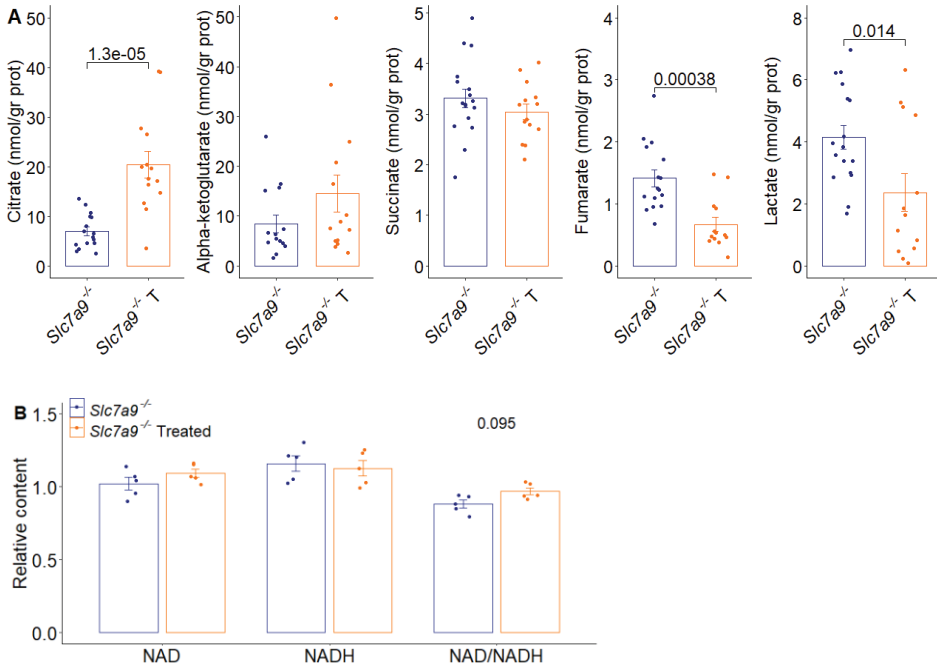 A
Citrate (nmol/gr prot)
50
40
30
20
10
0
1.3e-05
Slc7a9-/-
Slc7a9-/- T
Alpha-ketoglutarate (nmol/gr prot)
50
40
30
20
10
0
Slc7a9-/-
Slc7a9-/- T
Succinate (nmol/gr prot)
5
4
3
2
1
0
Slc7a9-/-
Slc7a9-/- T
Fumarate (nmol/gr prot)
4
3
2
1
0
0.00038
Slc7a9-/-
Slc7a9-/- T
Lactate (nmol/gr prot)
8
6
4
2
0
0.014
Slc7a9-/-
Slc7a9-/- T
B
Relative content
1.5
1.0
0.5
0.0
Slc7a9-/-
Slc7a9-/- Treated
0.095
NAD
NADH
NAD/NADH